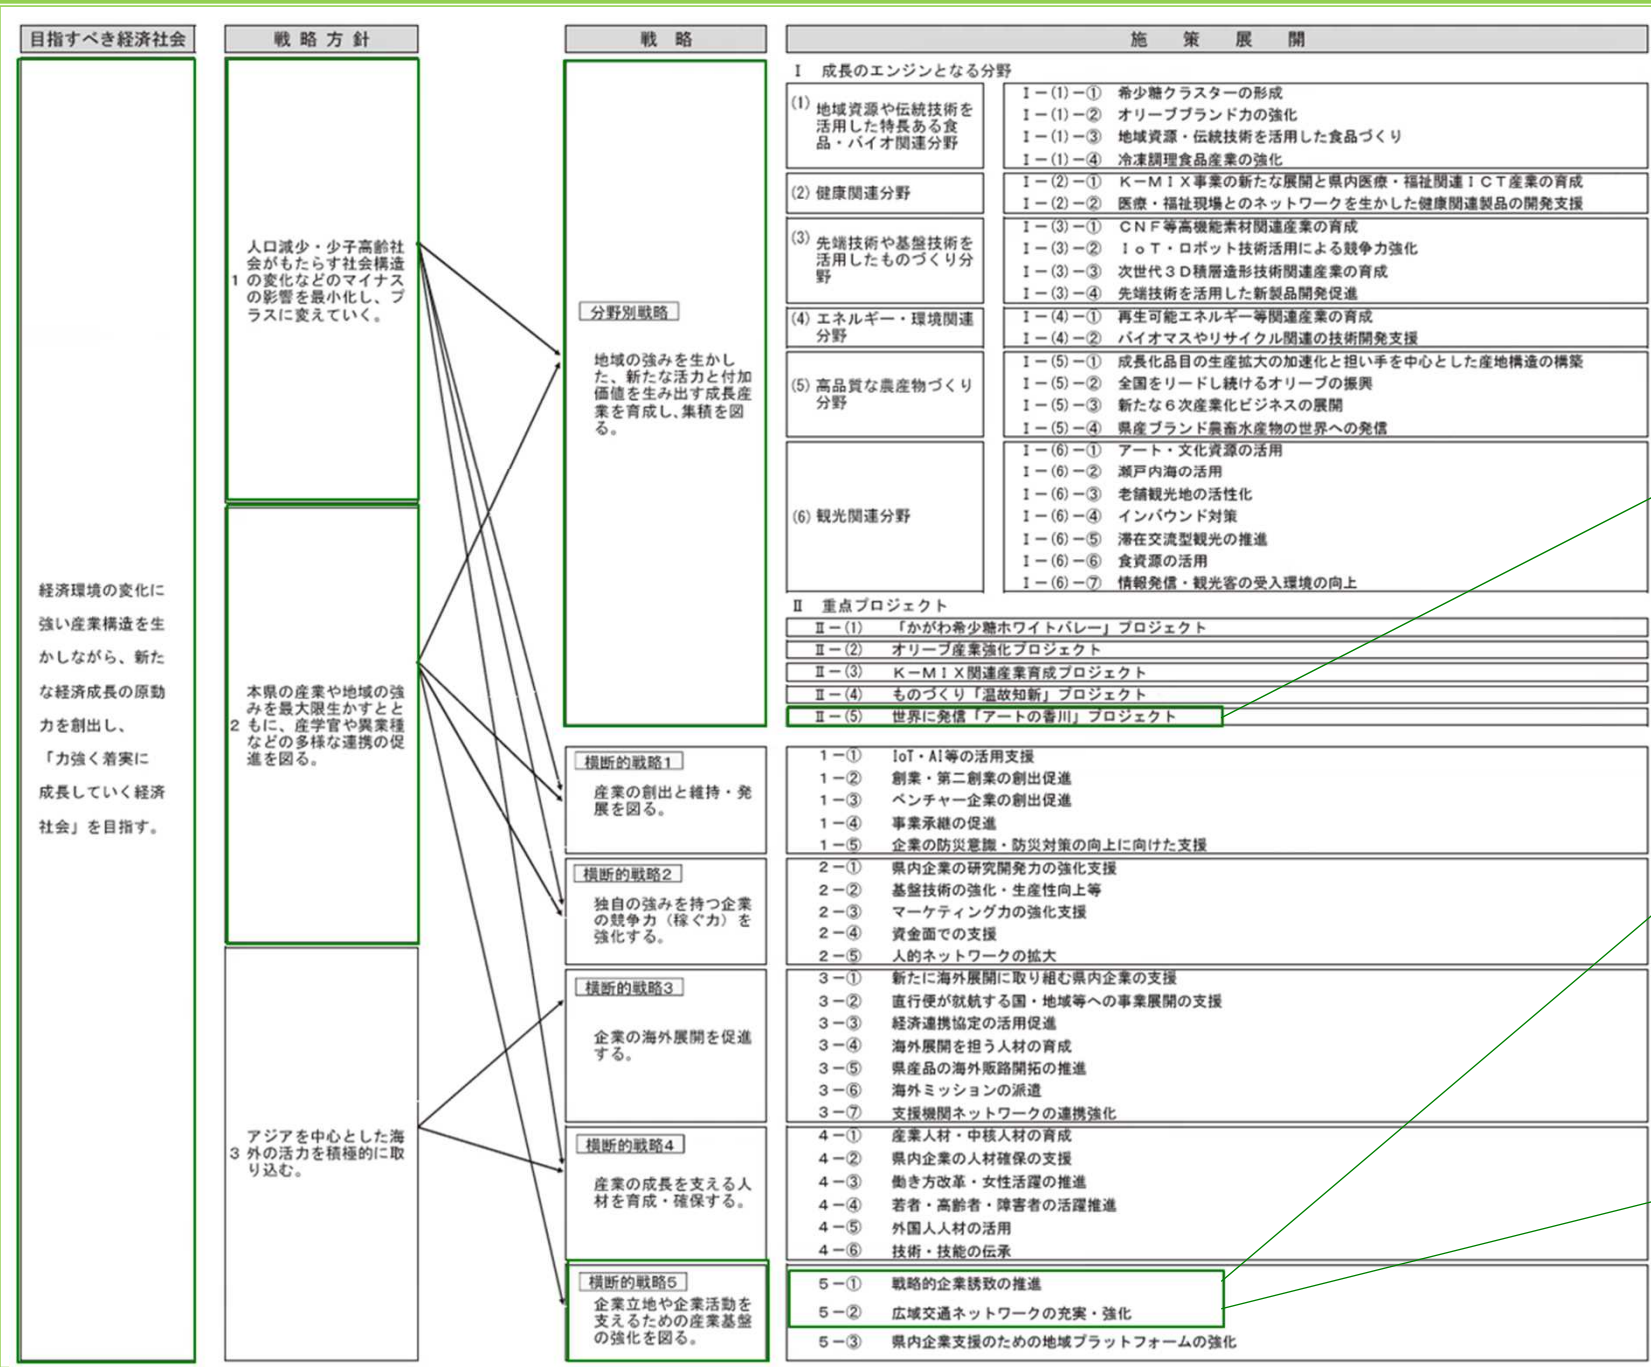 目指すべき経済社会
経済環境の変化に
強い産業構造を生
かしながら、新た
な経済成長の原動
力を創出し、
「力強く着実に
成長していく経済
社会」を目指す。
戦略方針
1
人口減少・少子高齢社
会がもたらす社会構造
の変化などのマイナス
の影響を最小化し、プ
ラスに変えていく。
2
本県の産業や地域の強
みを最大限生かすとと
もに、産学官や異業種
などの多様な連携の促
進を図る。
3
アジアを中心とした海
外の活力を積極的に取
り込む。
戦略
分野別戦略
地域の強みを生かし
た、新たな活力と付加
価値を生み出す成長産
業を育成し、集積を図
る。
横断的戦略1
産業の創出と維持・発
展を図る。
横断的戦略2
独自の強みを持つ企業
の競争力（稼ぐ力）を
強化する。
横断的戦略3
企業の海外展開を促進
する。
横断的戦略4
産業の成長を支える人
材を育成・確保する。
横断的戦略5
企業立地や企業活動を
支えるための産業基盤
の強化を図る。
施策展開
Ⅰ 成長のエンジンとなる分野
(1) 地域資源や伝統技術を
活用した特長ある食
品・バイオ関連分野
Ⅰ－(1)－① 希少糖クラスターの形成
Ⅰ－(1)－② オリーブブランド力の強化
Ⅰ－(1)－③ 地域資源・伝統技術を活用した食品づくり
Ⅰ－(1)－④ 冷凍調理食品産業の強化
(2) 健康関連分野
Ⅰ－(2)－① K－MIX事業の新たな展開と県内医療・福祉関連ICT産業の育成
Ⅰ－(2)－② 医療・福祉現場とのネットワークを生かした健康関連製品の開発支援
(3) 先端技術や基盤技術を
活用したものづくり分
野
Ⅰ－(3)－① CNF等高機能素材関連産業の育成
Ⅰ－(3)－② IoT・ロボット技術活用による競争力強化
Ⅰ－(3)－③ 次世代3D積層造形技術関連産業の育成
Ⅰ－(3)－④ 先端技術を活用した新製品開発促進
(4) エネルギー・環境関連
分野
Ⅰ－(4)－① 再生可能エネルギー等関連産業の育成
Ⅰ－(4)－② バイオマスやリサイクル関連の技術開発支援
(5) 高品質な農産物づくり
分野
Ⅰ－(5)－① 成長化品目の生産拡大の加速化と担い手を中心とした産地構造の構築
Ⅰ－(5)－② 全国をリードし続けるオリーブの振興
Ⅰ－(5)－③ 新たな6次産業化ビジネスの展開
Ⅰ－(5)－④ 県産ブランド農畜水産物の世界への発信
(6) 観光関連分野
Ⅰ－(6)－① アート・文化資源の活用
Ⅰ－(6)－② 瀬戸内海の活用
Ⅰ－(6)－③ 老舗観光地の活性化
Ⅰ－(6)－④ インバウンド対策
Ⅰ－(6)－⑤ 滞在交流型観光の推進
Ⅰ－(6)－⑥ 食資源の活用
Ⅰ－(6)－⑦ 情報発信・観光客の受入環境の向上
Ⅱ 重点プロジェクト
Ⅱ－(1) 「かがわ希少糖ホワイトバレー」プロジェクト
Ⅱ－(2) オリーブ産業強化プロジェクト
Ⅱ－(3) K－MIX関連産業育成プロジェクト
Ⅱ－(4) ものづくり「温故知新」プロジェクト
Ⅱ－(5) 世界に発信「アートの香川」プロジェクト
1－① IoT・AI等の活用支援
1－② 創業・第二創業の創出促進
1－③ ベンチャー企業の創出促進
1－④ 事業承継の促進
1－⑤ 企業の防災意識・防災対策の向上に向けた支援
2－① 県内企業の研究開発力の強化支援
2－② 基盤技術の強化・生産性向上等
2－③ マーケティング力の強化支援
2－④ 資金面での支援
2－⑤ 人的ネットワークの拡大
3－① 新たに海外展開に取り組む県内企業の支援
3－② 直行便が就航する国・地域等への事業展開の支援
3－③ 経済連携協定の活用促進
3－④ 海外展開を担う人材の育成
3－⑤ 県産品の海外販路開拓の推進
3－⑥ 海外ミッションの派遣
3－⑦ 支援機関ネットワークの連携強化
4－① 産業人材・中核人材の育成
4－② 県内企業の人材確保の支援
4－③ 働き方改革・女性活躍の推進
4－④ 若者・高齢者・障害者の活躍推進
4－⑤ 外国人人材の活用
4－⑥ 技術・技能の伝承
5－① 戦略的企業誘致の推進
5－② 広域交通ネットワークの充実・強化
5－③ 県内企業支援のための地域プラットフォームの強化